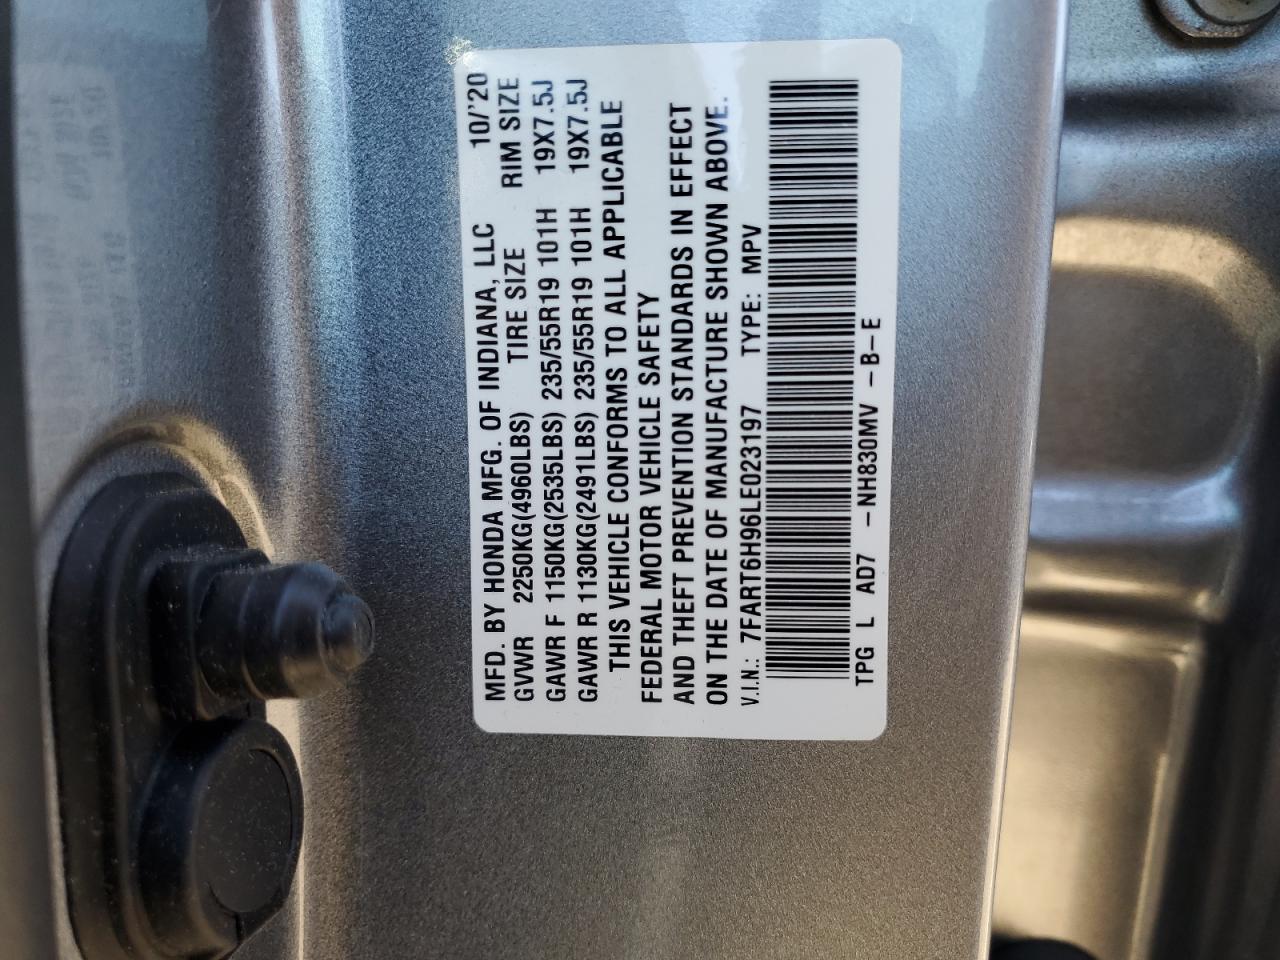 MFD. BY HONDA MFG. OF INDIANA, LLC 10/'20
GVWR 2250KG(4960LBS) TIRE SIZE RIM SIZE
GAWR F 1150KG(2535LBS) 235/55R19 101H 19X7.5J
GAWR R 1130KG(2491LBS) 235/55R19 101H 19X7.5J
THIS VEHICLE CONFORMS TO ALL APPLICABLE
FEDERAL MOTOR VEHICLE SAFETY
AND THEFT PREVENTION STANDARDS IN EFFECT
ON THE DATE OF MANUFACTURE SHOWN ABOVE.
V.I.N.: 7FART6H96LE023197 TYPE: MPV
TPG L AD7 -NH830MV -B-E